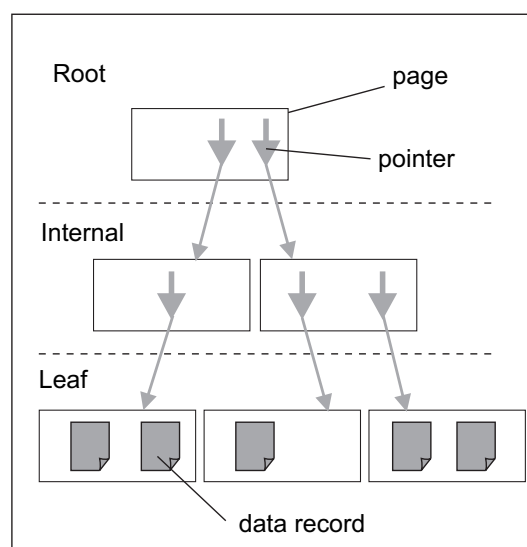 Root
page
pointer
Internal
Leaf
data record